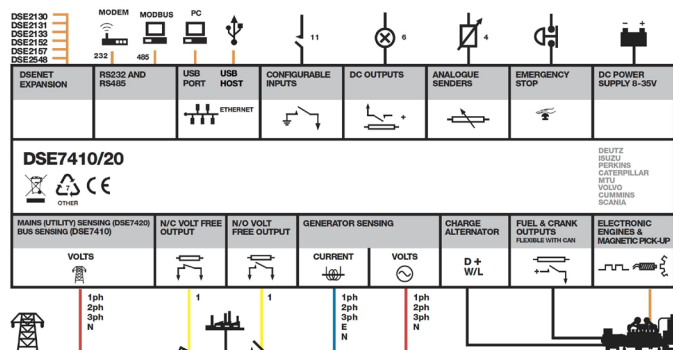 DSE2130
DSE2131
DSE2133
DSE2152
DSE2157
DSE2548
MODEM
MODBUS
PC
232
485
11
6
4
- +
DSENET
EXPANSION
RS232 AND
RS485
USB
PORT
USB
HOST
ETHERNET
CONFIGURABLE
INPUTS
DC OUTPUTS
+
ANALOGUE
SENDERS
EMERGENCY
STOP
DC POWER
SUPPLY 8-35V
DSE7410/20
7
OTHER
CE
DEUTZ
ISUZU
PERKINS
CATERPILLAR
MTU
VOLVO
CUMMINS
SCANIA
MAINS (UTILITY) SENSING (DSE7420)
BUS SENSING (DSE7410)
VOLTS
N/C VOLT FREE
OUTPUT
N/O VOLT
FREE OUTPUT
GENERATOR SENSING
CURRENT
VOLTS
CHARGE
ALTERNATOR
D +
W/L
FUEL & CRANK
OUTPUTS
FLEXIBLE WITH CAN
+
ELECTRONIC
ENGINES &
MAGNETIC PICK-UP
1ph
2ph
3ph
N
1
1
1ph
2ph
3ph
E
N
1ph
2ph
3ph
N